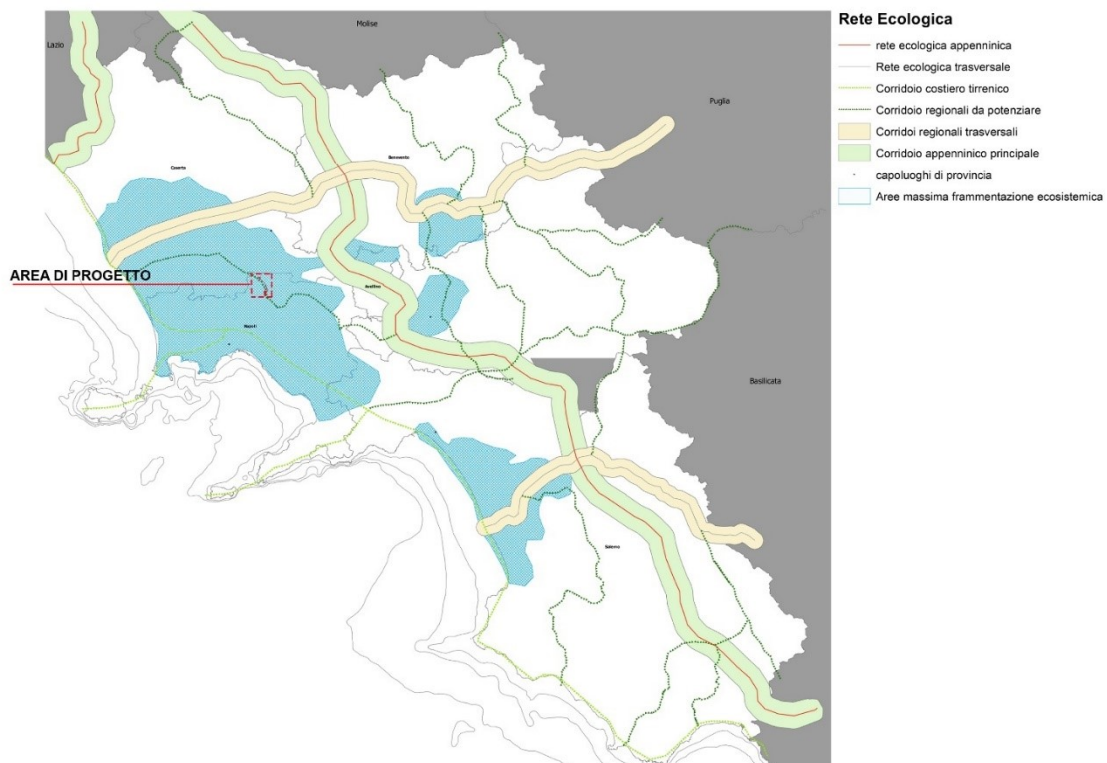 Molise
Lazio
Puglia
Caserta
Benevento
AREA DI PROGETTO
Avellino
Napoli
Basilicata
Salerno
Rete Ecologica
rete ecologica appenninica
Rete ecologica trasversale
Corridoio costiero tirrenico
Corridoio regionali da potenziare
Corridoi regionali trasversali
Corridoio appenninico principale
capoluoghi di provincia
Aree massima frammentazione ecosistemica